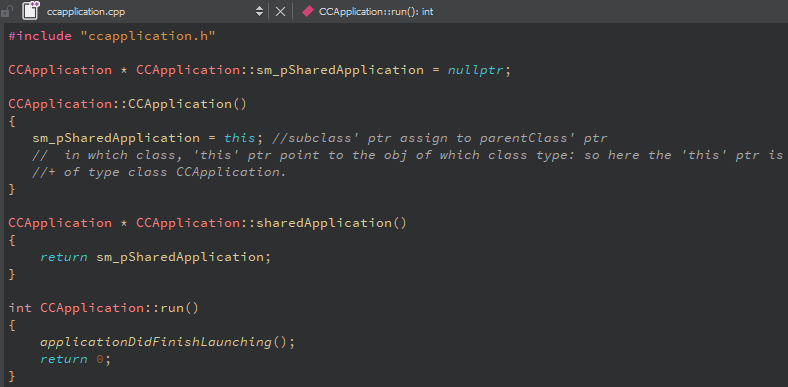 ccapplication.cpp
CCApplication::run(): int
#include "ccapplication.h"
CCApplication * CCApplication::sm_pSharedApplication = nullptr;
CCApplication::CCApplication()
{
sm_pSharedApplication = this; //subclass' ptr assign to parentClass' ptr
// in which class, 'this' ptr point to the obj of which class type: so here the 'this' ptr is
//+ of type class CCApplication.
}
CCApplication * CCApplication::sharedApplication()
{
return sm_pSharedApplication;
}
int CCApplication::run()
{
applicationDidFinishLaunching();
return 0;
}